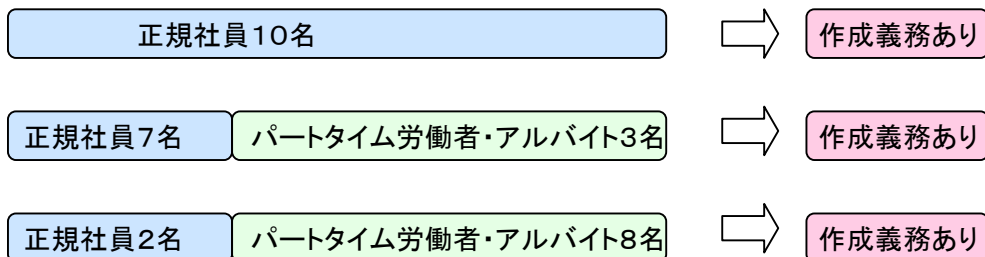 正規社員10名 作成義務あり
正規社員7名 パートタイム労働者・アルバイト3名 作成義務あり
正規社員2名 パートタイム労働者・アルバイト8名 作成義務あり